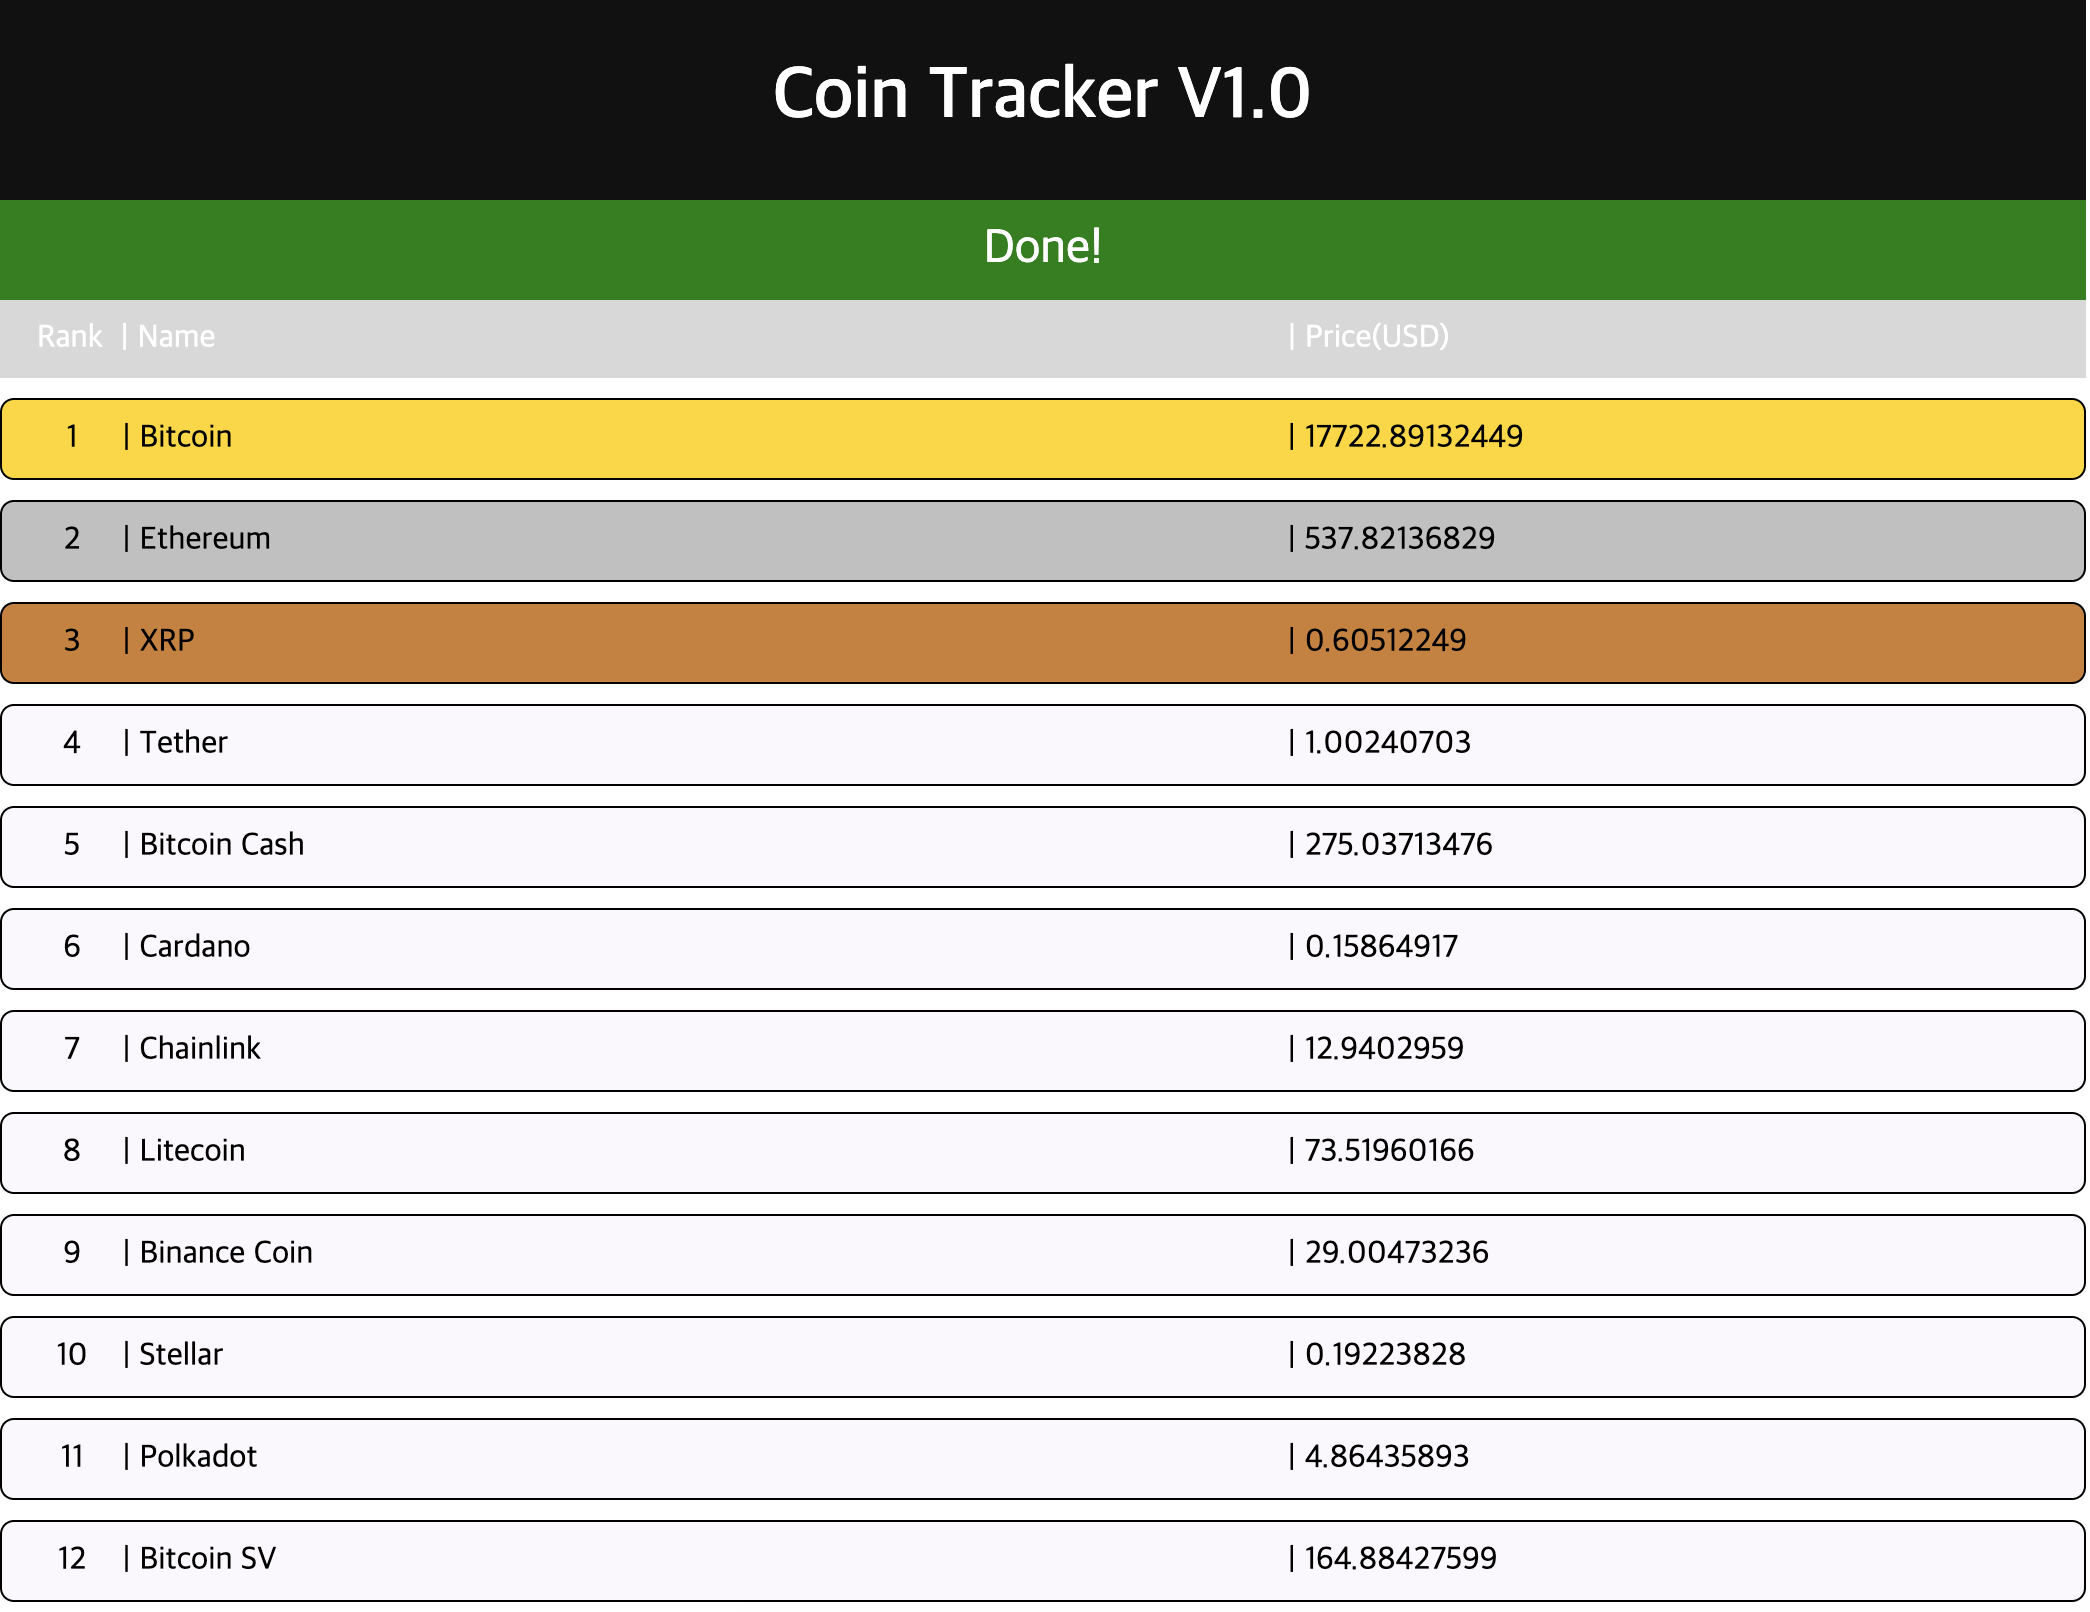 Coin Tracker V1.0
Done!
Rank | Name | Price(USD)
1 | Bitcoin | 17722.89132449
2 | Ethereum | 537.82136829
3 | XRP | 0.60512249
4 | Tether | 1.00240703
5 | Bitcoin Cash | 275.03713476
6 | Cardano | 0.15864917
7 | Chainlink | 12.9402959
8 | Litecoin | 73.51960166
9 | Binance Coin | 29.00473236
10 | Stellar | 0.19223828
11 | Polkadot | 4.86435893
12 | Bitcoin SV | 164.88427599